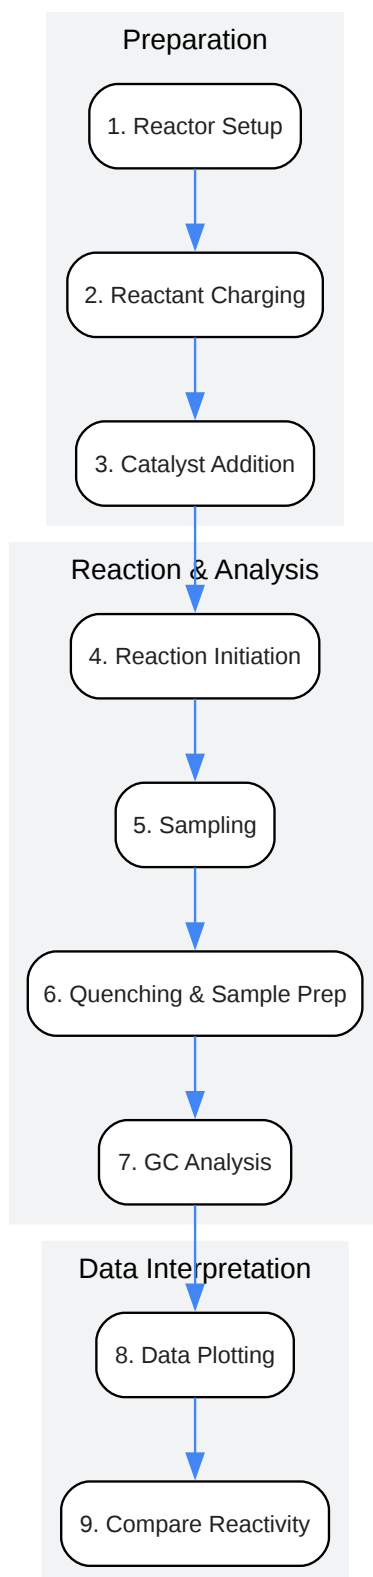 Preparation
1. Reactor Setup
2. Reactant Charging
3. Catalyst Addition
Reaction & Analysis
4. Reaction Initiation
5. Sampling
6. Quenching & Sample Prep
7. GC Analysis
Data Interpretation
8. Data Plotting
9. Compare Reactivity